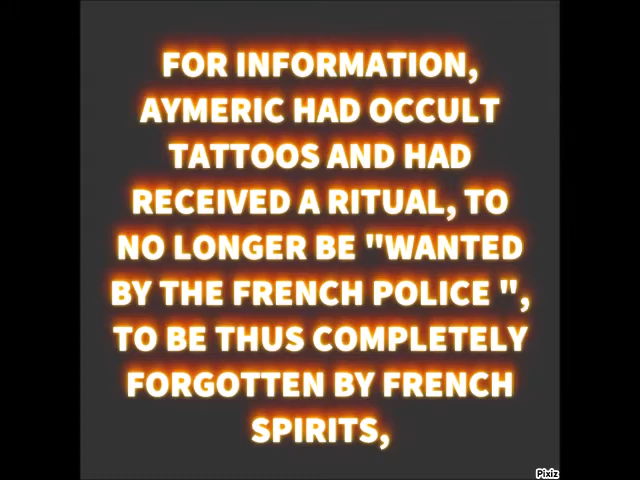 FOR INFORMATION,
AYMERIC HAD OCCULT
TATTOOS AND HAD
RECEIVED A RITUAL, TO
NO LONGER BE "WANTED
BY THE FRENCH POLICE ",
TO BE THUS COMPLETELY
FORGOTTEN BY FRENCH
SPIRITS,
Pixiz